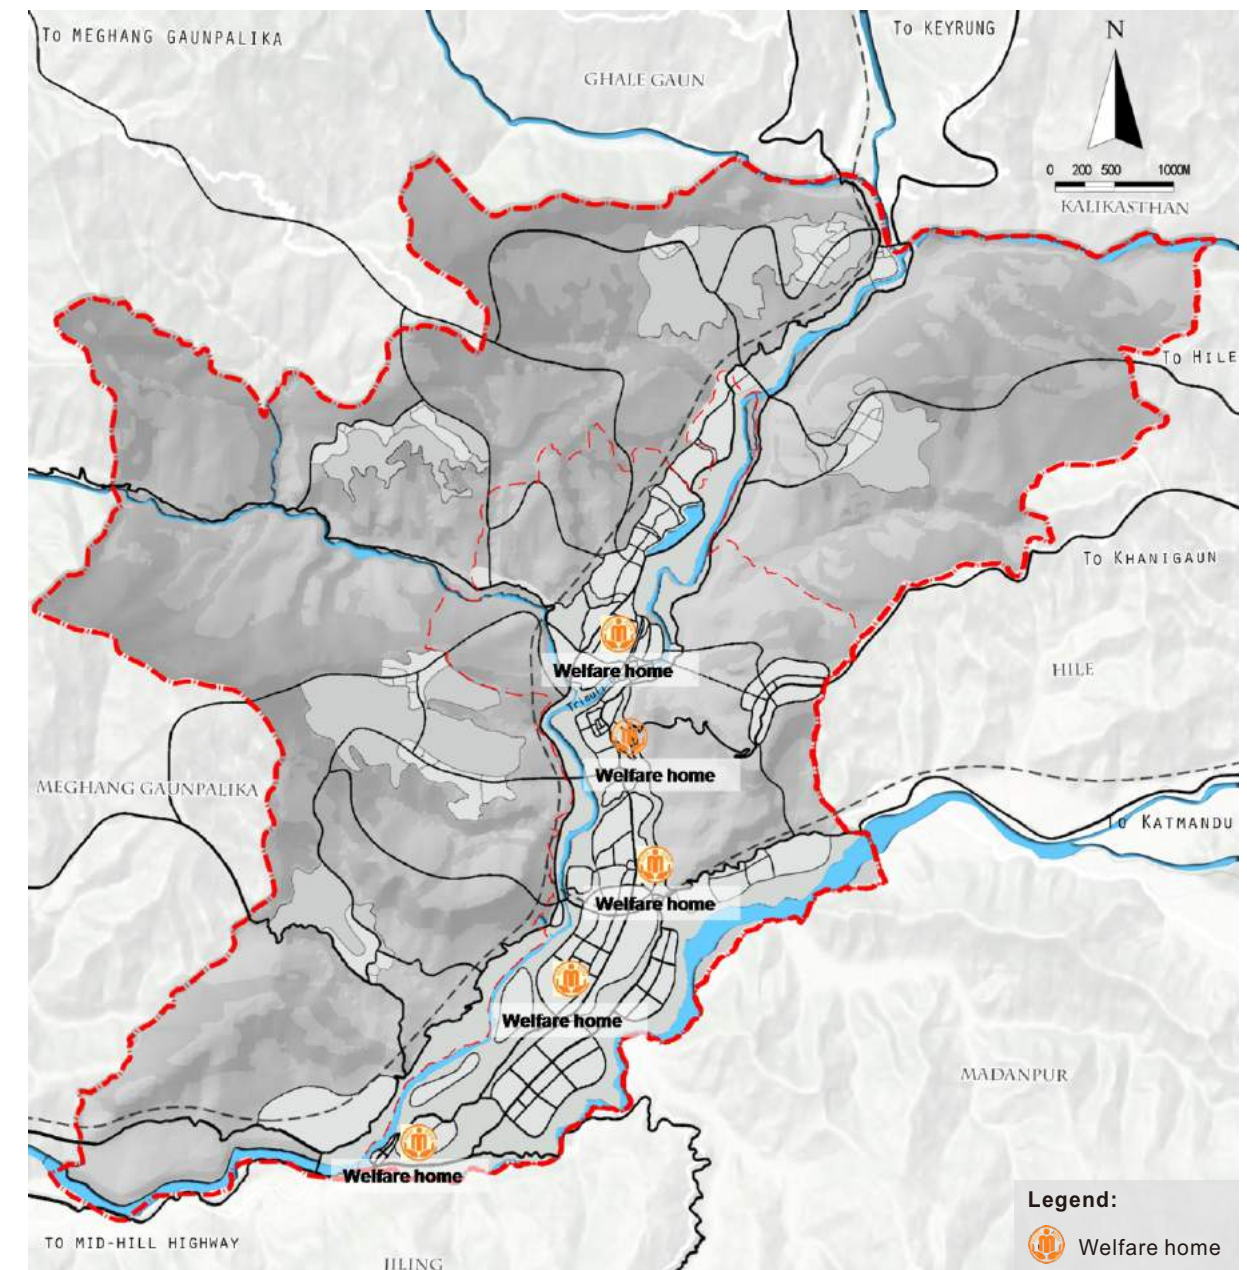 TO MEGHANG GAUNPALIKA
TO KEYRUNG
N
GHALE GAUN
0 200 500 1000M
KALIKASTHAN
TO HILE
TO KHANIGAUN
Welfare home
HILE
Welfare home
MEGHANG GAUNPALIKA
TO KATMANDU
Welfare home
Welfare home
MADANPUR
Welfare home
Legend:
Welfare home
TO MID-HILL HIGHWAY
JILING